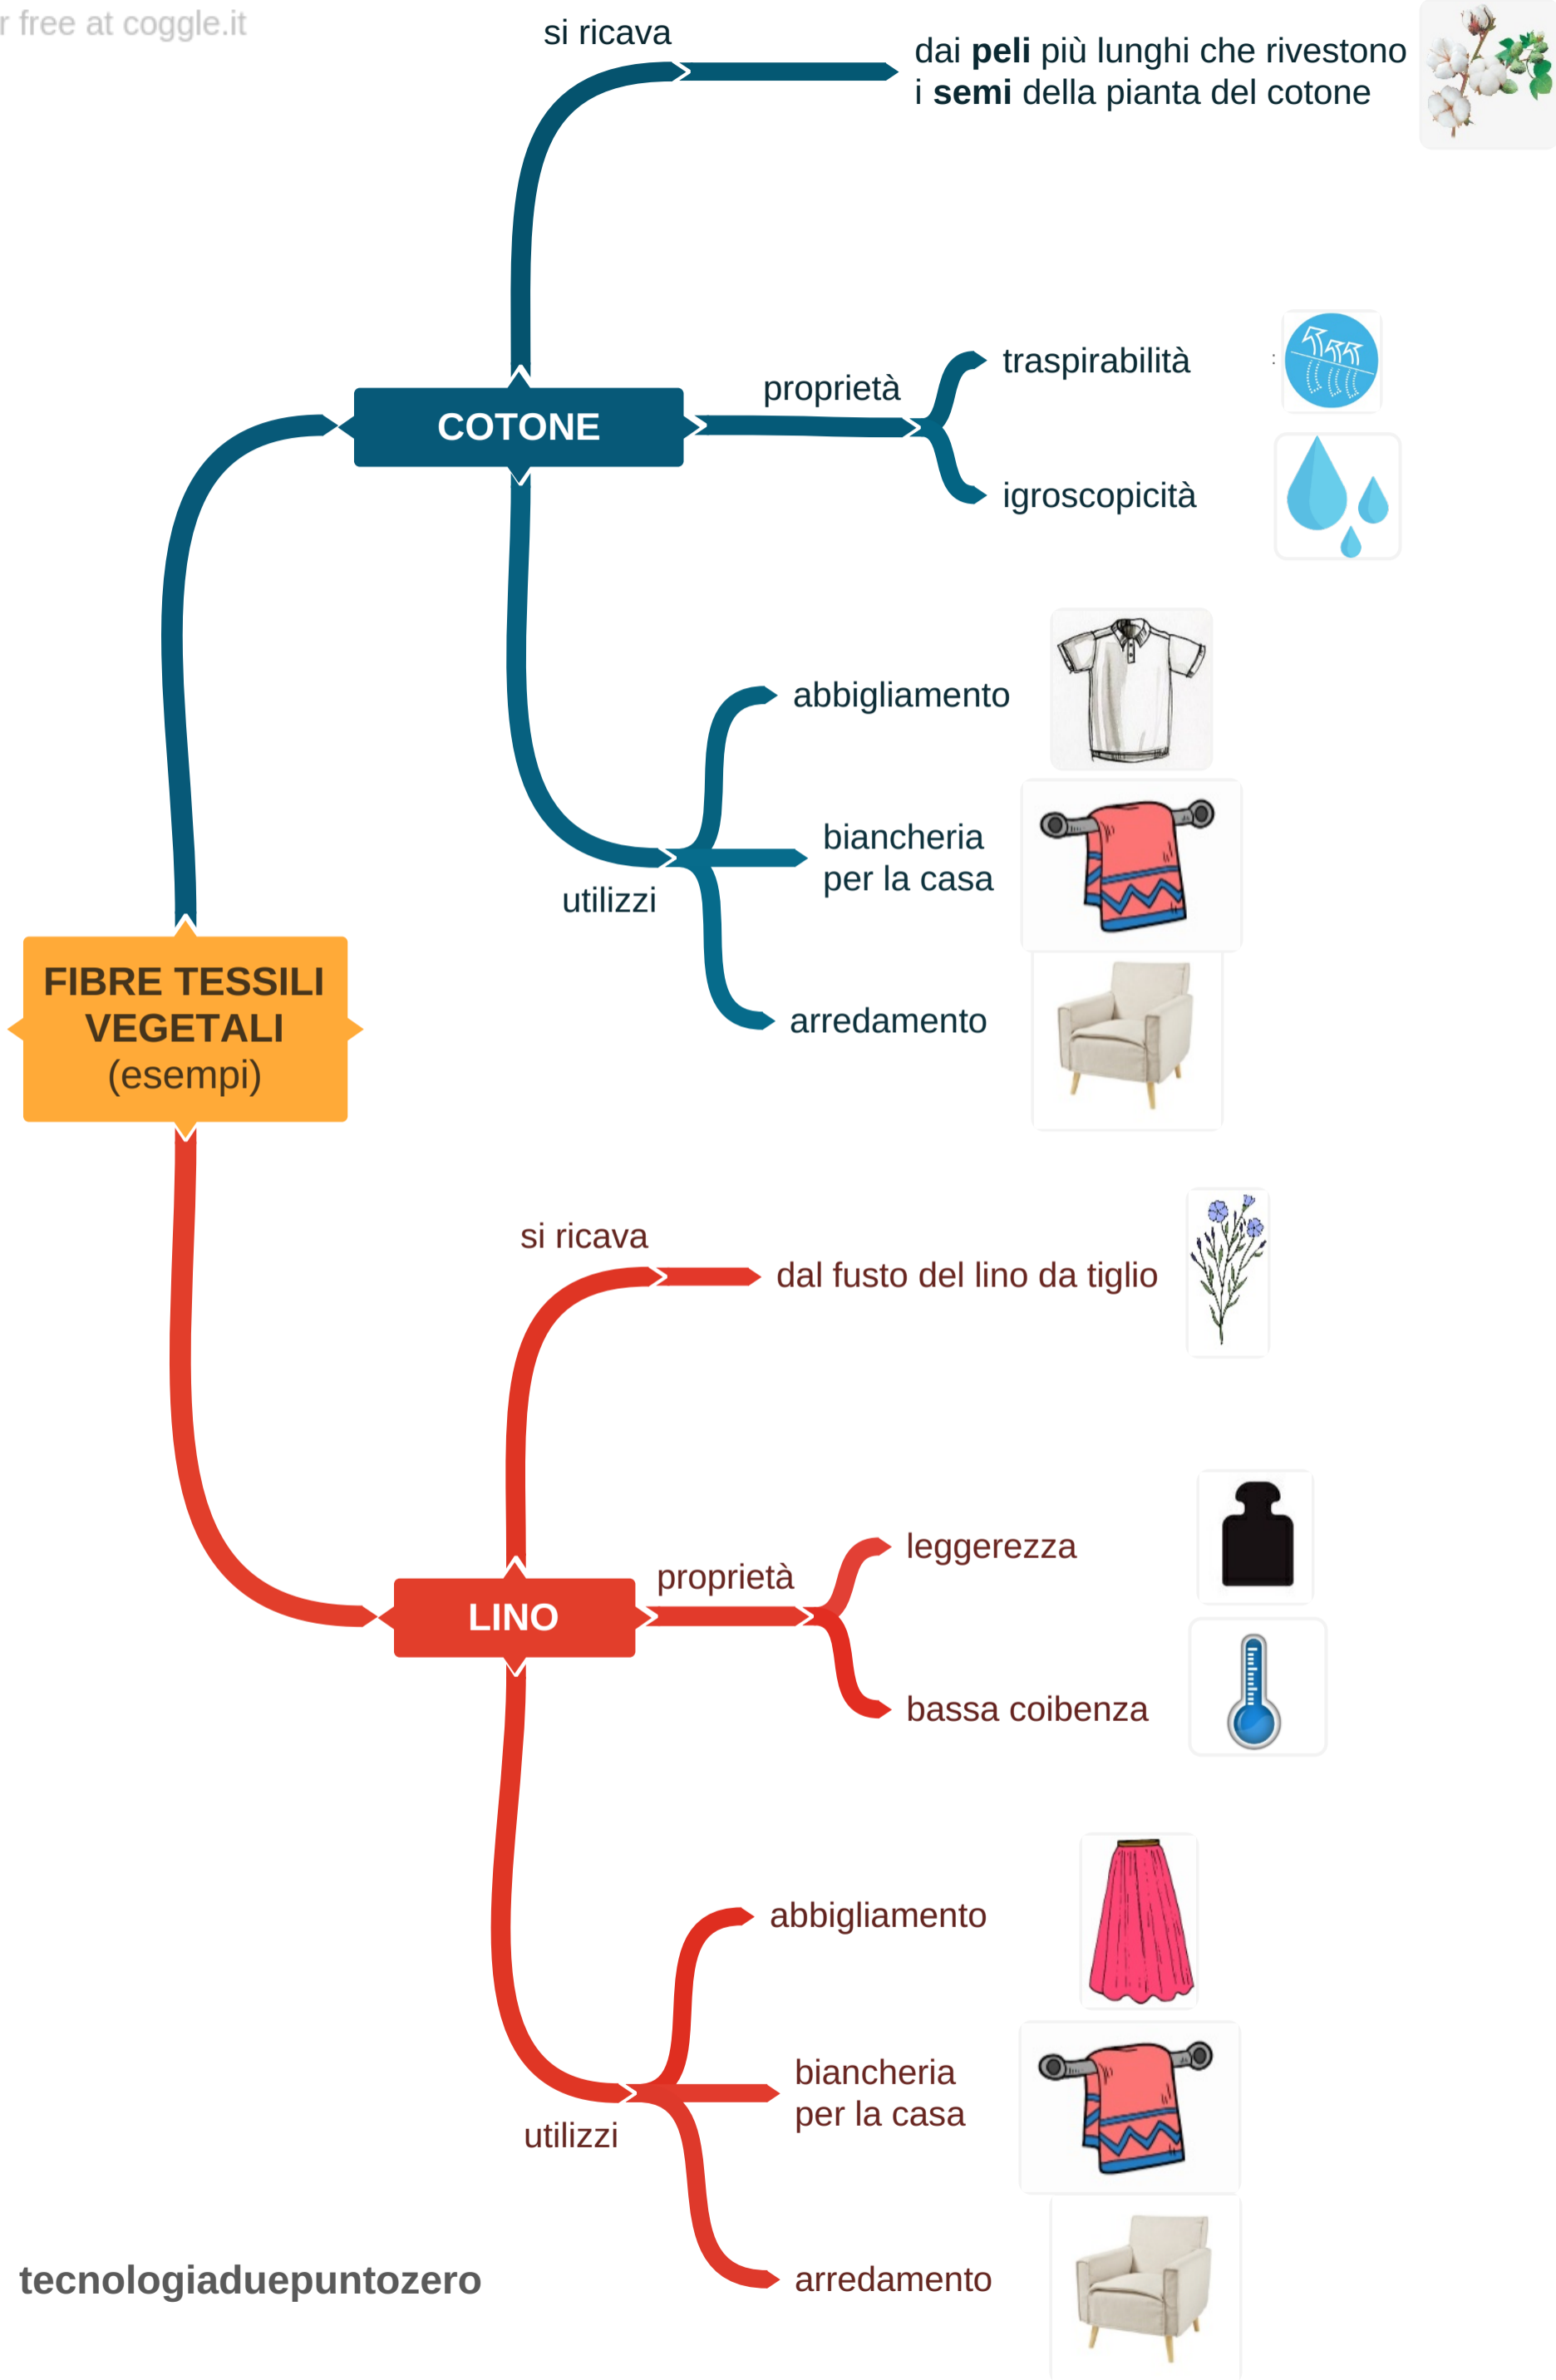 r free at coggle.it
si ricava
dai peli più lunghi che rivestono
i semi della pianta del cotone
traspirabilità
:
proprietà
COTONE
igroscopicità
abbigliamento
biancheria
per la casa
utilizzi
arredamento
FIBRE TESSILI
VEGETALI
(esempi)
si ricava
dal fusto del lino da tiglio
leggerezza
proprietà
LINO
bassa coibenza
abbigliamento
biancheria
per la casa
utilizzi
arredamento
tecnologiaduepuntozero